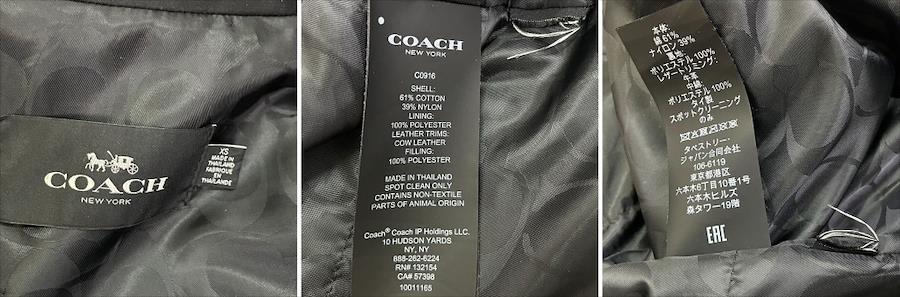 COACH
NEW YORK
XS
MADE IN
THAILAND
FABRIQUÉ EN
THAILANDE
COACH
NEW YORK
C0916
SHELL:
61% COTTON
39% NYLON
LINING:
100% POLYESTER
LEATHER TRIMS:
COW LEATHER
FILLING:
100% POLYESTER
MADE IN THAILAND
SPOT CLEAN ONLY
CONTAINS NON-TEXTILE
PARTS OF ANIMAL ORIGIN
Coach® Coach IP Holdings LLC.
10 HUDSON YARDS
NY, NY
888-262-6224
RN# 132154
CA# 57398
10011165
本体:
綿 61%
ナイロン 39%
裏地:
ポリエステル 100%
レザートリミング:
牛革
中綿:
ポリエステル 100%
タイ製
スポットクリーニング
のみ
タペストリー・
ジャパン合同会社
106-6119
東京都港区
六本木6丁目10番1号
六本木ヒルズ
森タワー19階
EAC